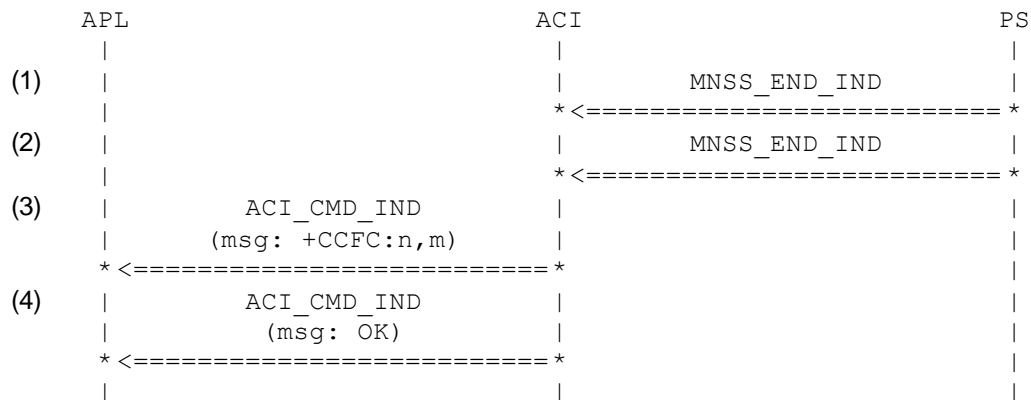 APL ACI PS
| | |
(1) | | MNSS_END_IND |
| *<==========================*
(2) | | MNSS_END_IND |
| *<==========================*
(3) | ACI_CMD_IND | |
| (msg: +CCFC:n,m) | |
*<==========================* |
(4) | ACI_CMD_IND | |
| (msg: OK) | |
*<==========================* |
| | |